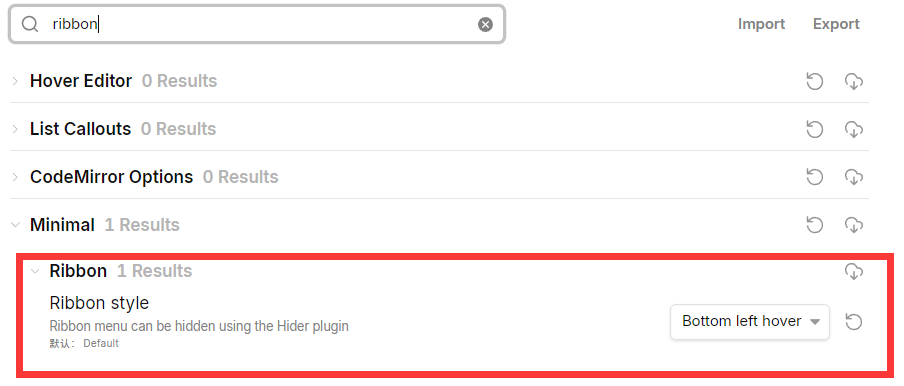 ribbon
Import Export
Hover Editor 0 Results
List Callouts 0 Results
CodeMirror Options 0 Results
Minimal 1 Results
Ribbon 1 Results
Ribbon style
Ribbon menu can be hidden using the Hider plugin
Bottom left hover
默认： Default